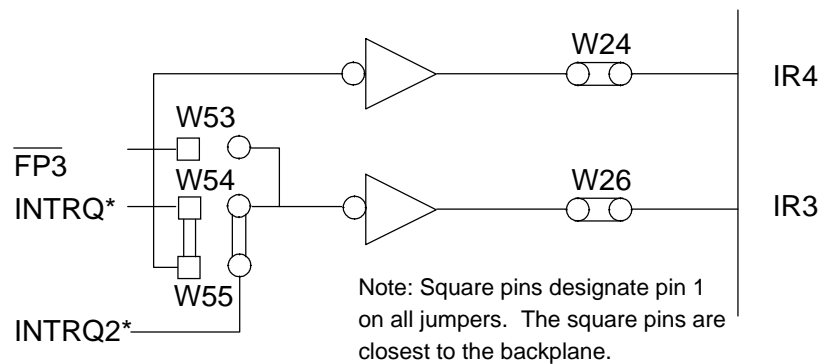 W24
IR4
W53
FP3
W54
W26
INTRQ*
IR3
W55
INTRQ2*
Note: Square pins designate pin 1
on all jumpers. The square pins are
closest to the backplane.